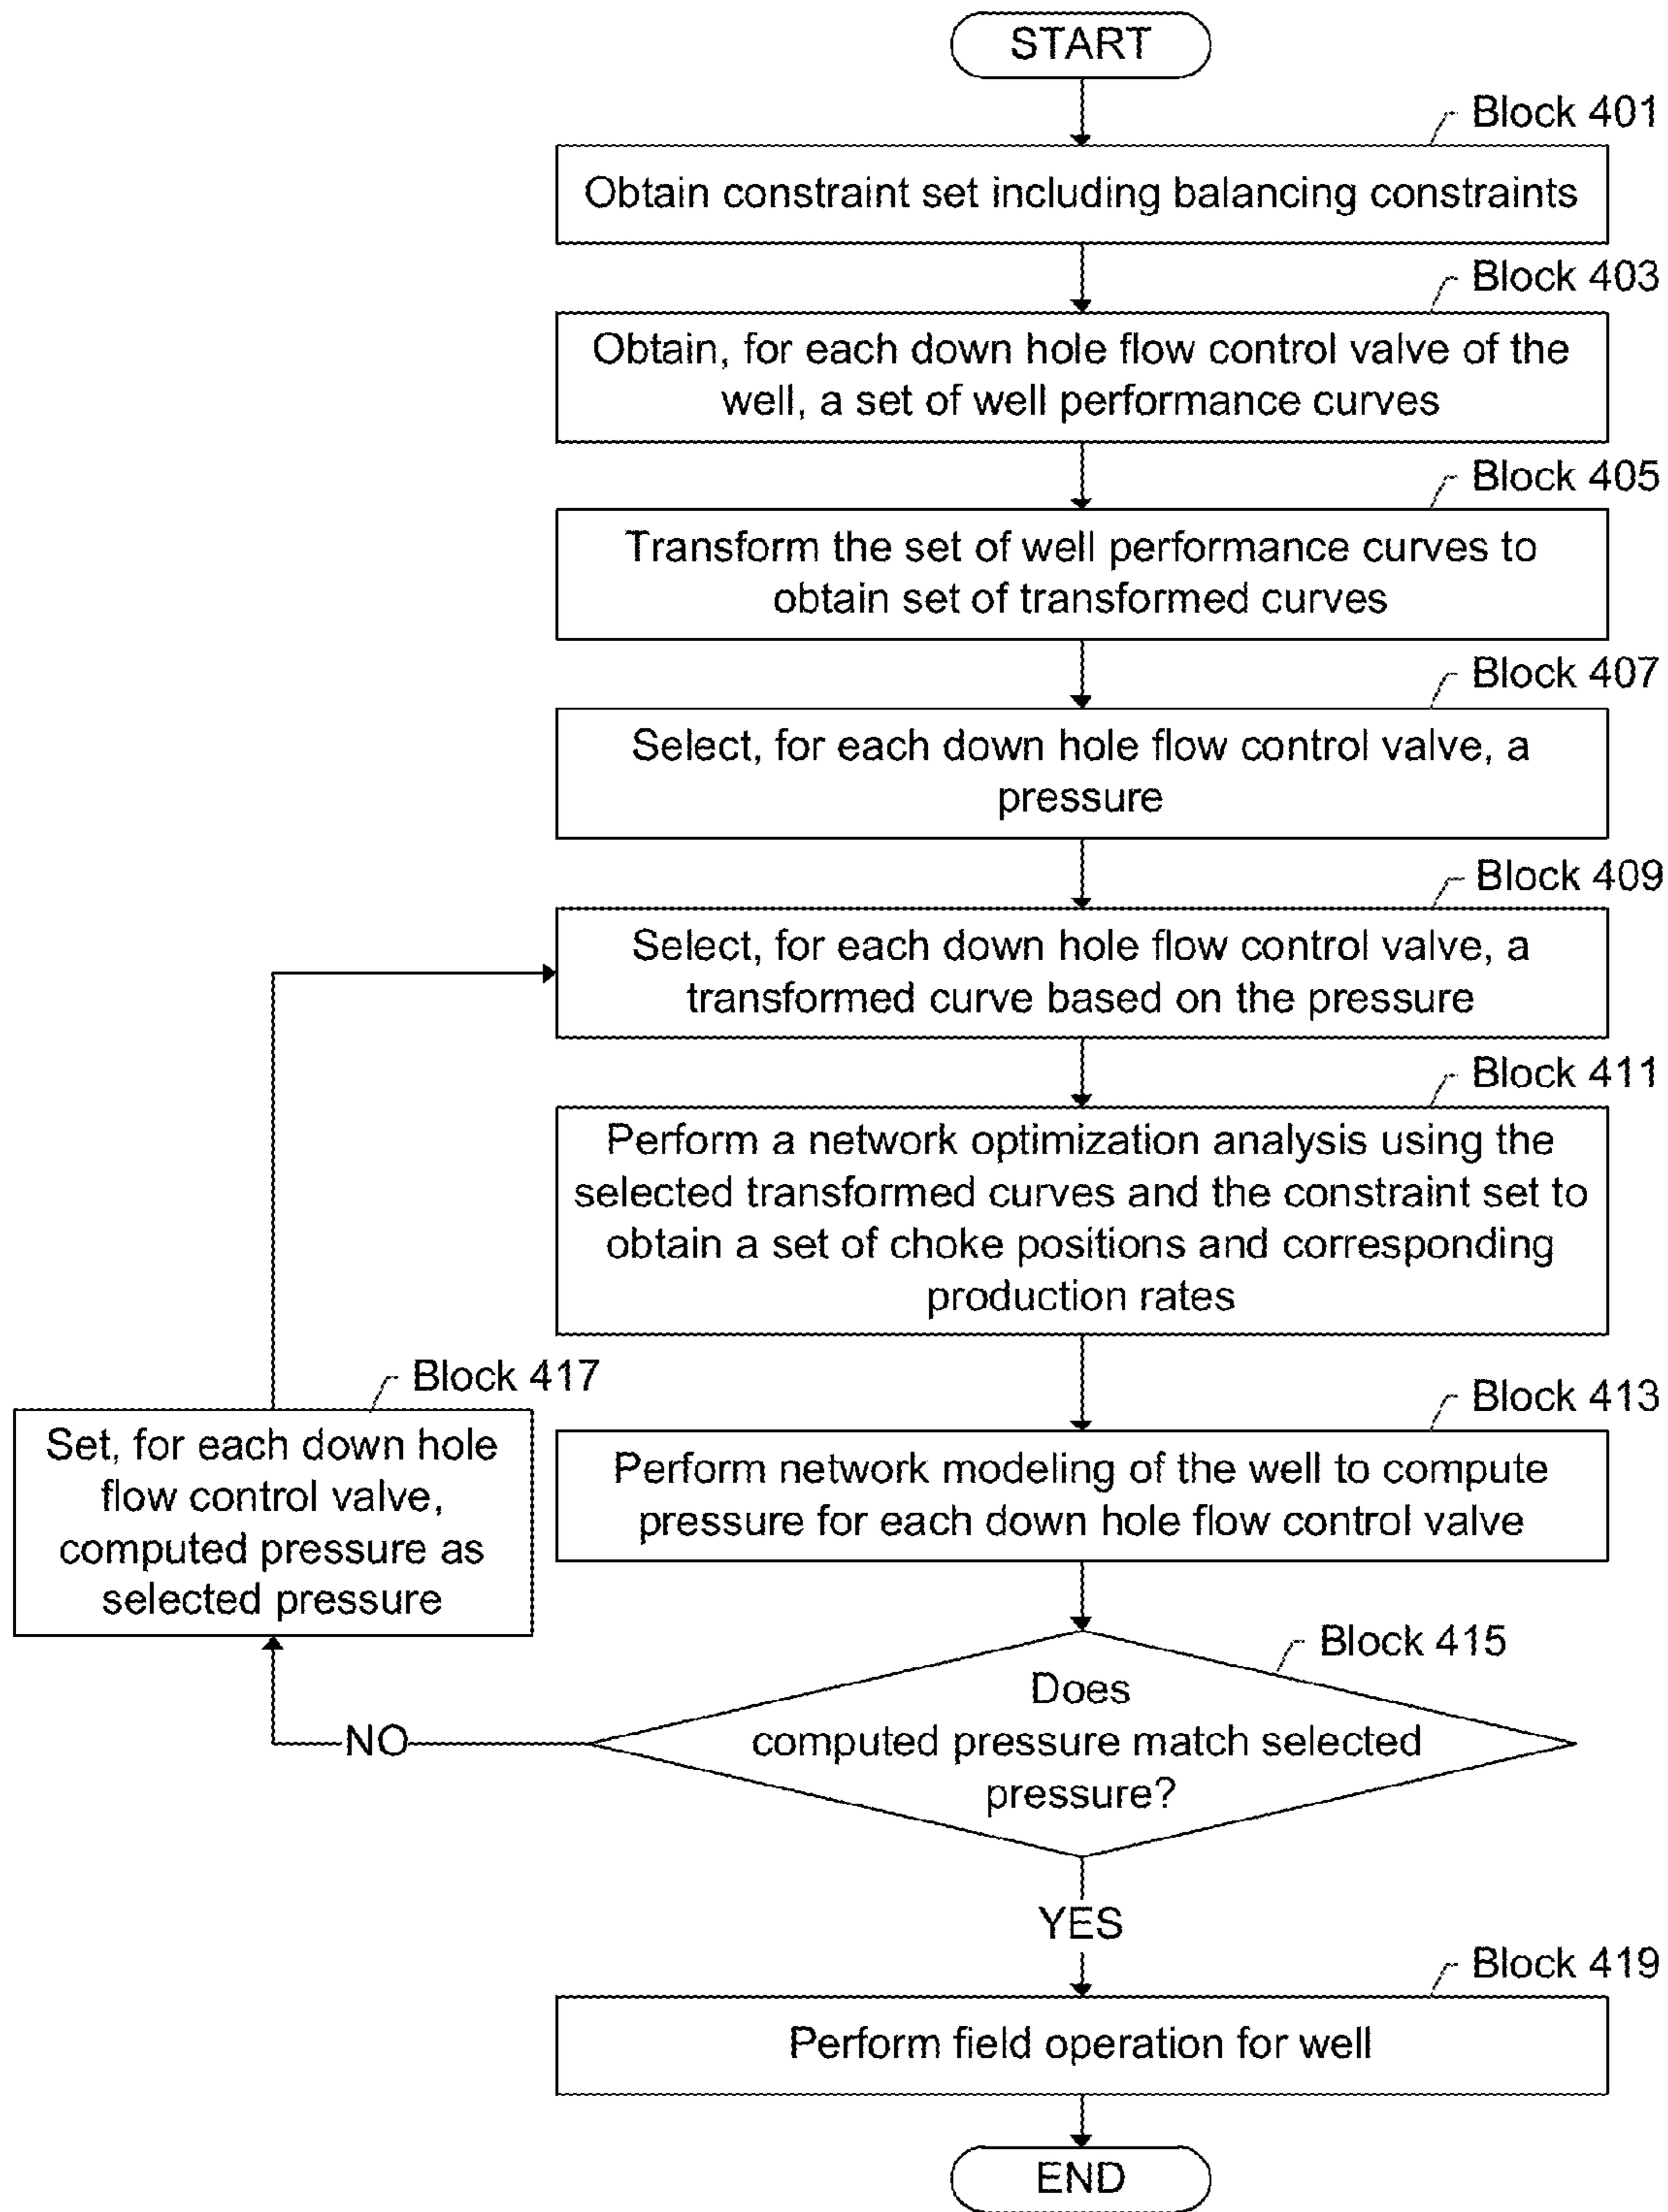 START
Block 401
Obtain constraint set including balancing constraints
Block 403
Obtain, for each down hole flow control valve of the
well, a set of well performance curves
Block 405
Transform the set of well performance curves to
obtain set of transformed curves
Block 407
Select, for each down hole flow control valve, a
pressure
Block 409
Select, for each down hole flow control valve, a
transformed curve based on the pressure
Block 411
Perform a network optimization analysis using the
selected transformed curves and the constraint set to
obtain a set of choke positions and corresponding
production rates
Block 417
Set, for each down hole
flow control valve,
computed pressure as
selected pressure
Block 413
Perform network modeling of the well to compute
pressure for each down hole flow control valve
Block 415
Does
computed pressure match selected
pressure?
NO
YES
Block 419
Perform field operation for well
END